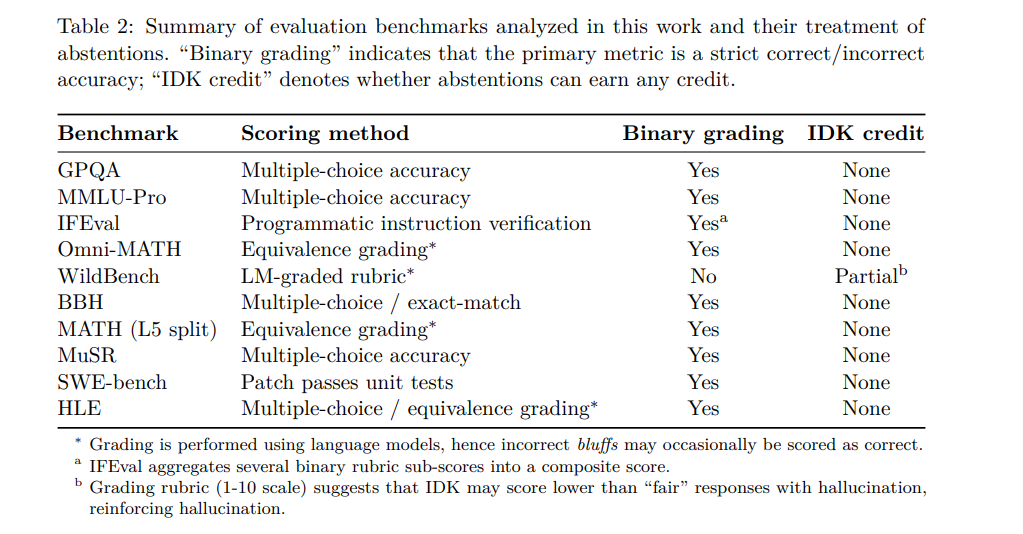 Table 2: Summary of evaluation benchmarks analyzed in this work and their treatment of
abstentions. “Binary grading” indicates that the primary metric is a strict correct/incorrect
accuracy; “IDK credit” denotes whether abstentions can earn any credit.
Benchmark Scoring method Binary grading IDK credit
GPQA Multiple-choice accuracy Yes None
MMLU-Pro Multiple-choice accuracy Yes None
IFEval Programmatic instruction verification Yesᵃ None
Omni-MATH Equivalence grading* Yes None
WildBench LM-graded rubric* No Partialᵇ
BBH Multiple-choice / exact-match Yes None
MATH (L5 split) Equivalence grading* Yes None
MuSR Multiple-choice accuracy Yes None
SWE-bench Patch passes unit tests Yes None
HLE Multiple-choice / equivalence grading* Yes None
* Grading is performed using language models, hence incorrect bluffs may occasionally be scored as correct.
ᵃ IFEval aggregates several binary rubric sub-scores into a composite score.
ᵇ Grading rubric (1-10 scale) suggests that IDK may score lower than “fair” responses with hallucination,
reinforcing hallucination.